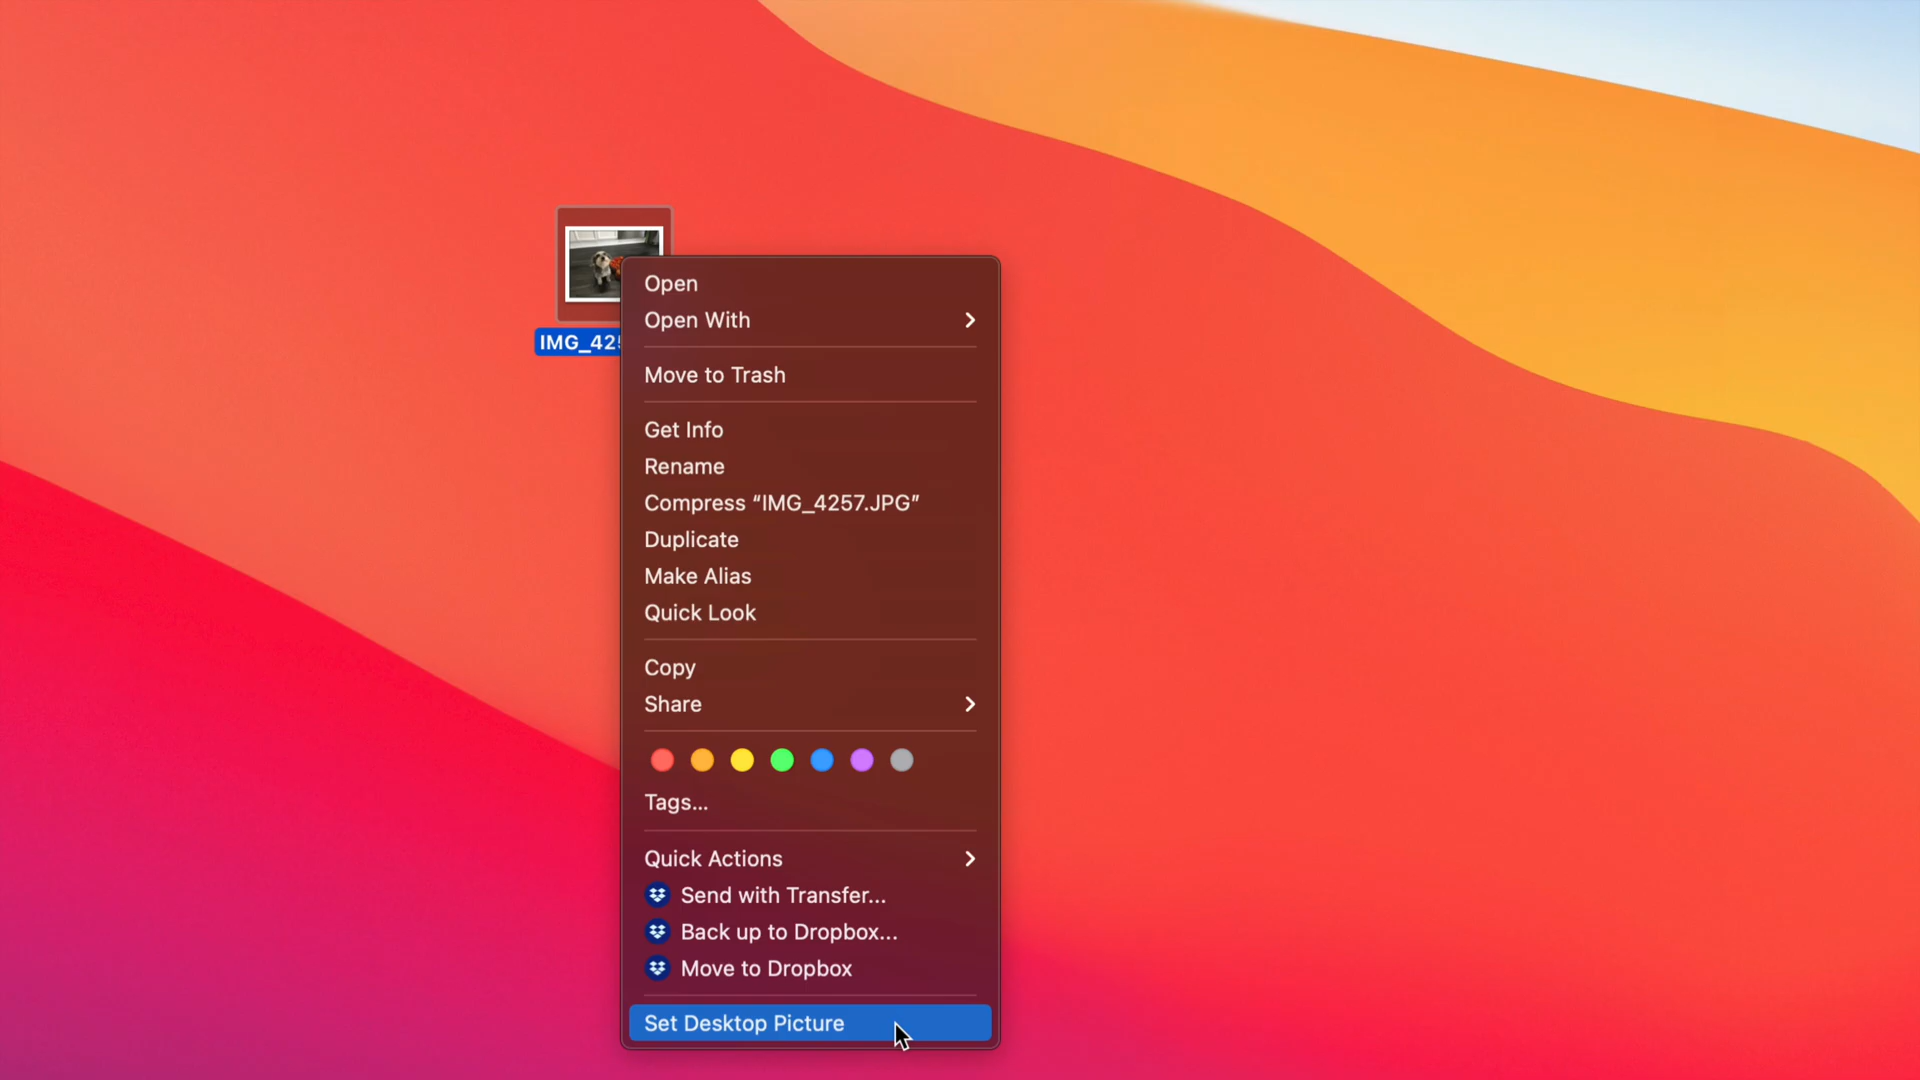 IMG_425
Open
Open With
Move to Trash
Get Info
Rename
Compress “IMG_4257.JPG”
Duplicate
Make Alias
Quick Look
Copy
Share
Tags...
Quick Actions
Send with Transfer...
Back up to Dropbox...
Move to Dropbox
Set Desktop Picture